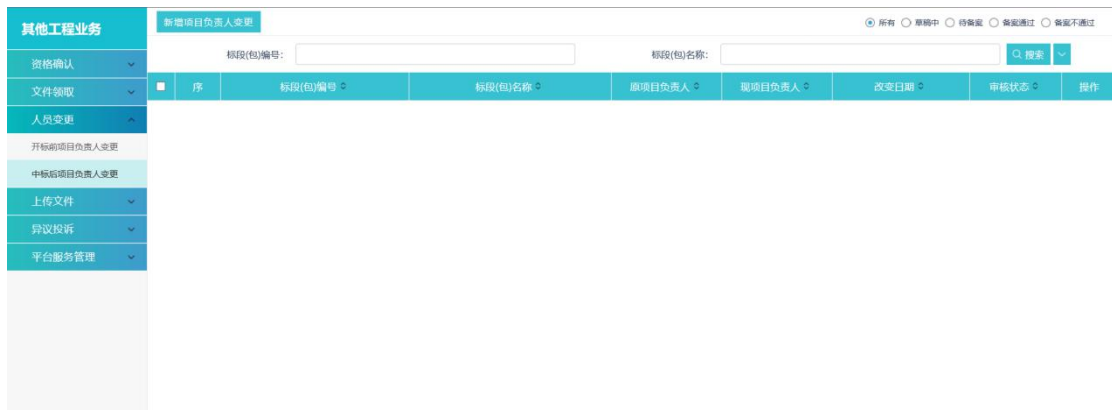 其他工程业务
资格确认
文件领取
人员变更
开标前项目负责人变更
中标后项目负责人变更
上传文件
异议投诉
平台服务管理
新增项目负责人变更
所有 草稿中 待备案 备案通过 备案不通过
标段(包)编号: 标段(包)名称: 搜索
序 标段(包)编号 标段(包)名称 原项目负责人 现项目负责人 改变日期 审核状态 操作